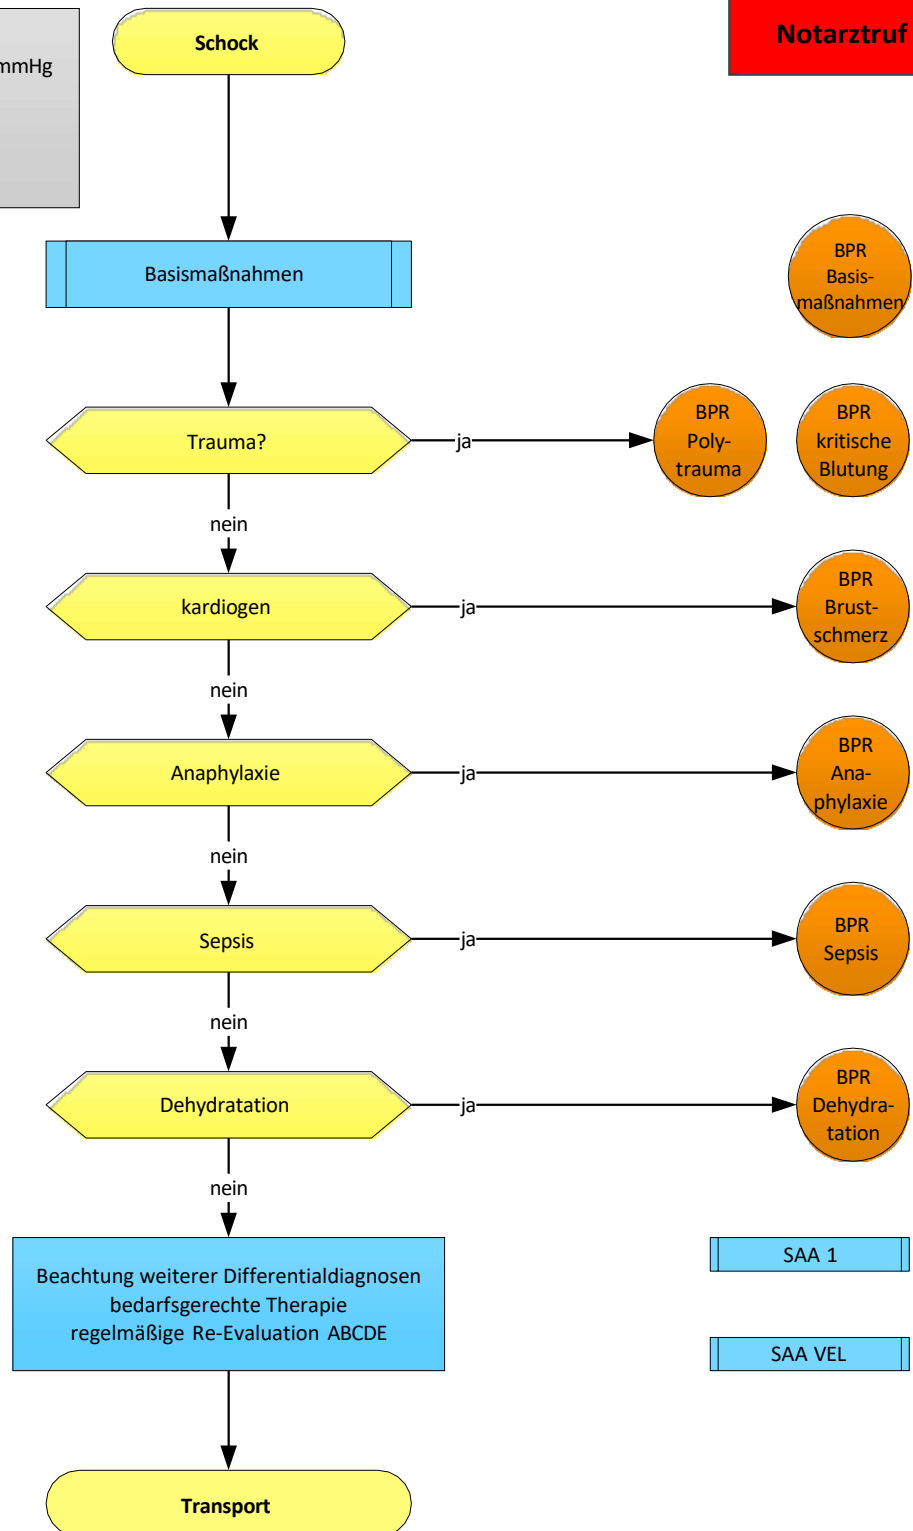 mmHg
Schock
Notarztruf
Basismaßnahmen
BPR
Basis-
maßnahmen
Trauma?
ja
BPR
Poly-
trauma
BPR
kritische
Blutung
nein
kardiogen
ja
BPR
Brust-
schmerz
nein
Anaphylaxie
ja
BPR
Ana-
phylaxie
nein
Sepsis
ja
BPR
Sepsis
nein
Dehydratation
ja
BPR
Dehydra-
tation
nein
Beachtung weiterer Differentialdiagnosen
bedarfsgerechte Therapie
regelmäßige Re-Evaluation ABCDE
SAA 1
SAA VEL
Transport